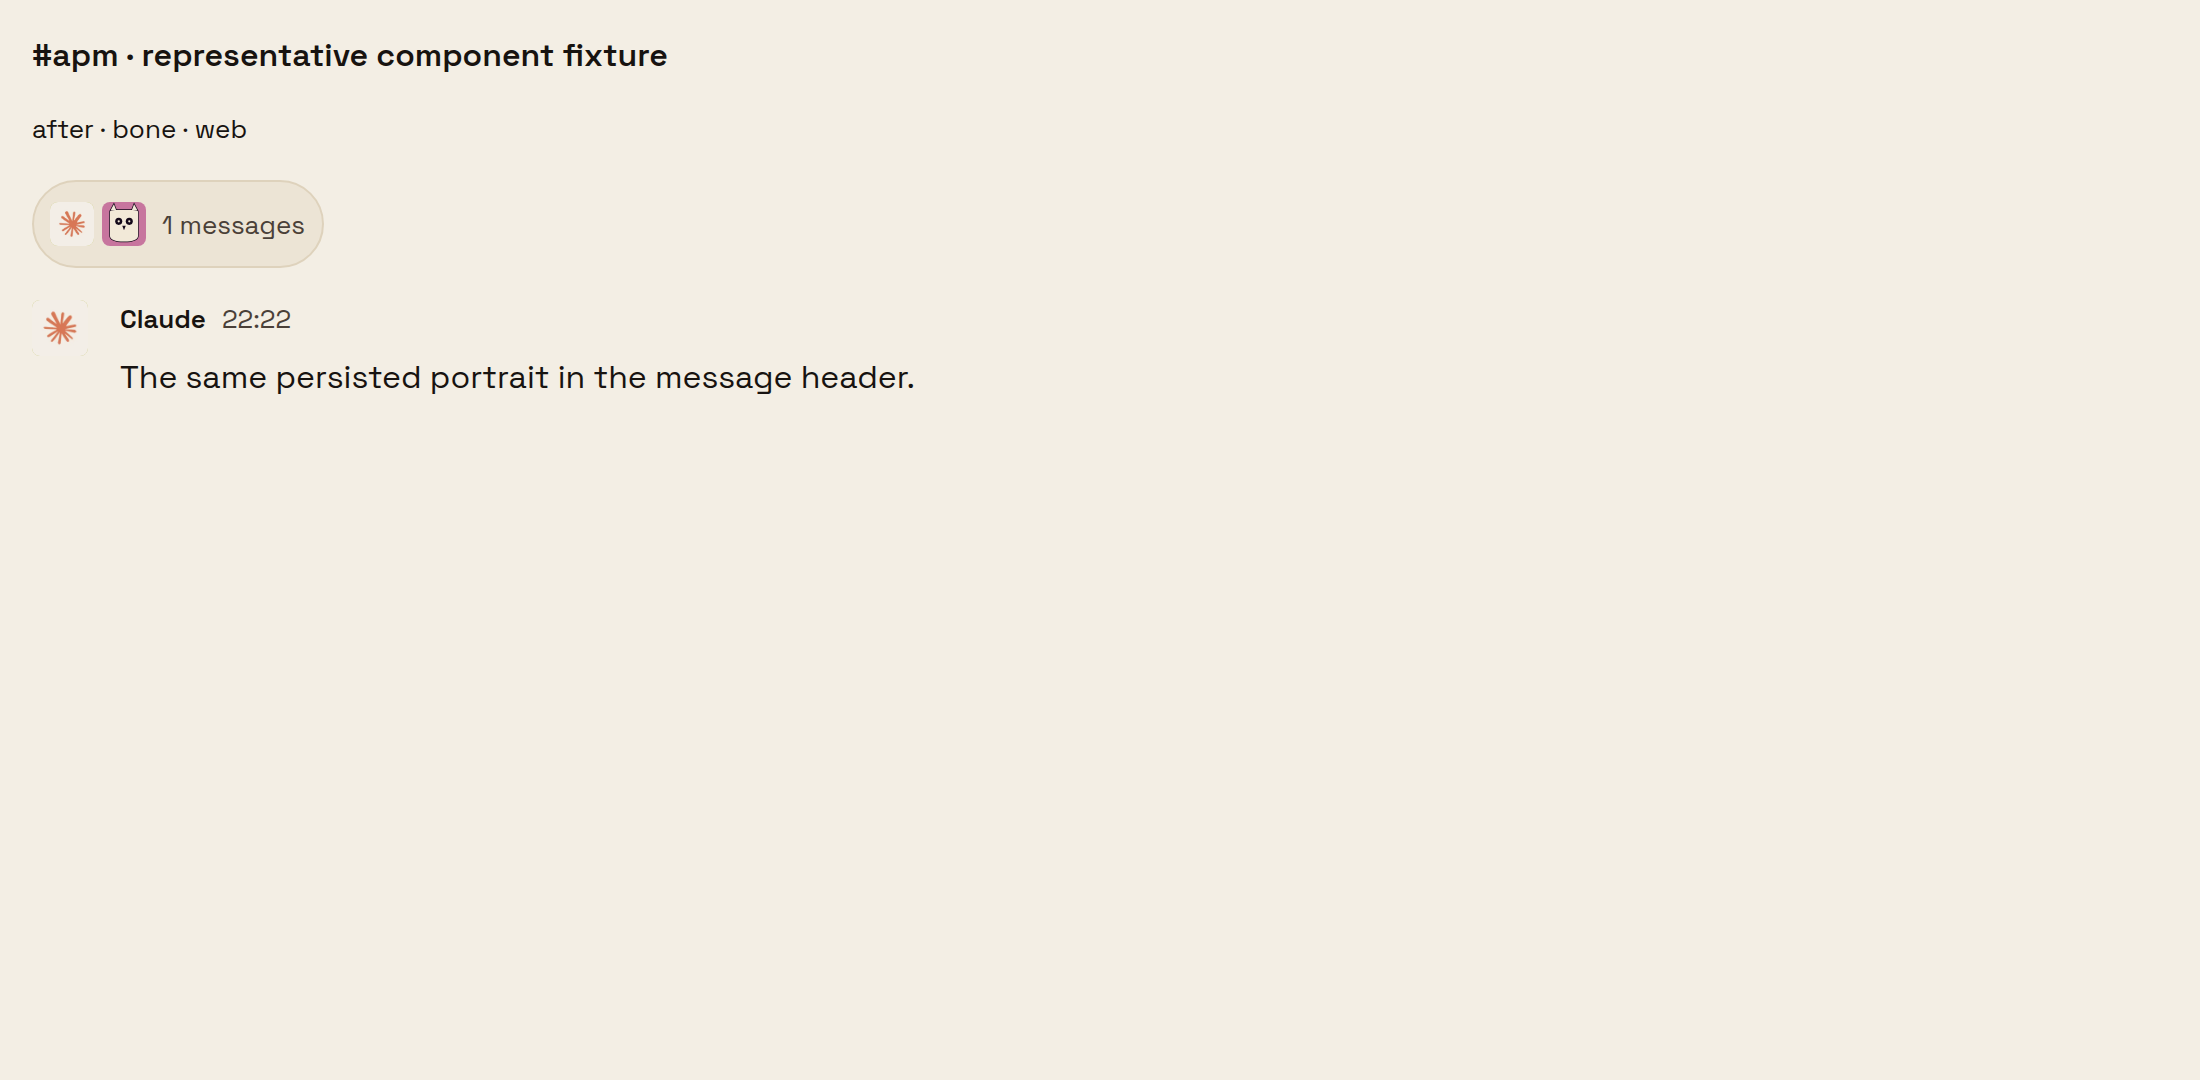 #apm · representative component fixture
after · bone · web
1 messages
Claude 22:22
The same persisted portrait in the message header.